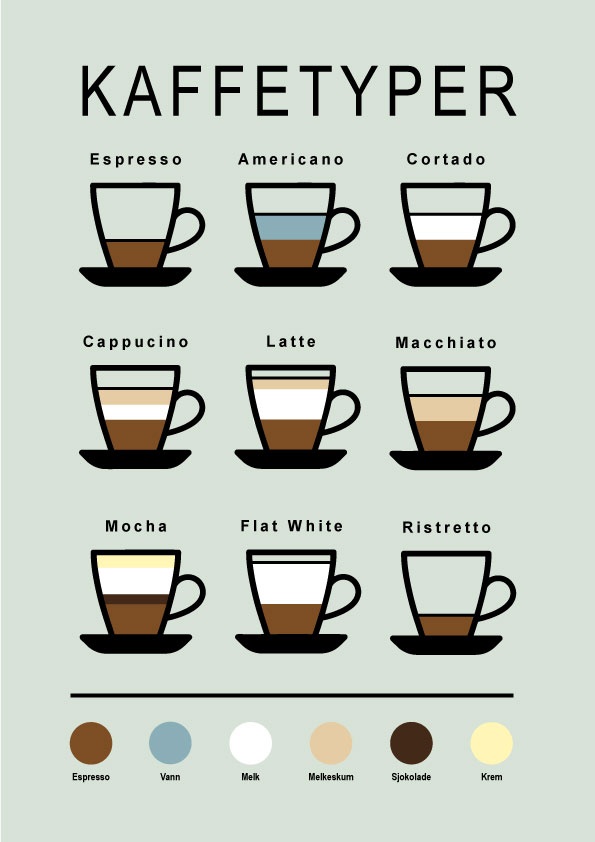 KAFFETYPER
Espresso Americano Cortado
Cappucino Latte Macchiato
Mocha Flat White Ristretto
Espresso Vann Melk Melkeskum Sjokolade Krem